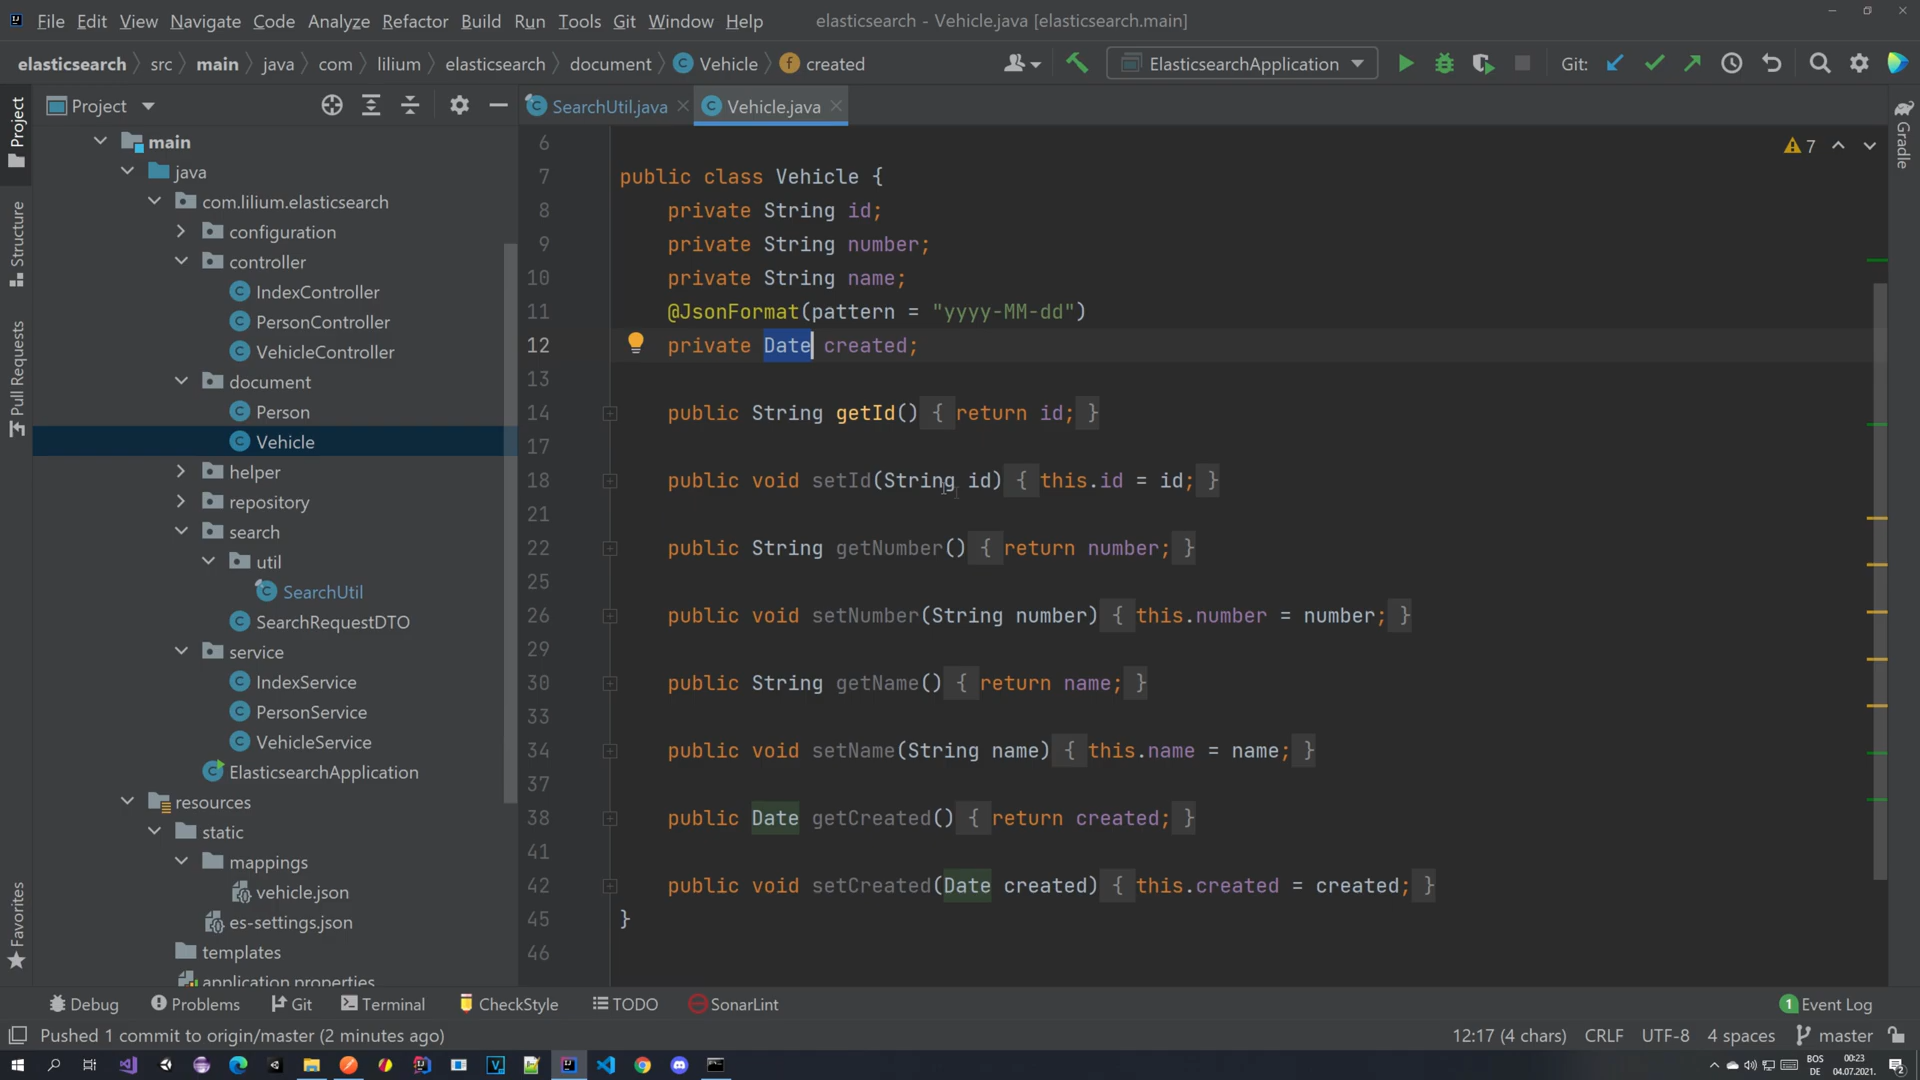 File Edit View Navigate Code Analyze Refactor Build Run Tools Git Window Help elasticsearch - Vehicle.java [elasticsearch.main]
elasticsearch src main java com lilium elasticsearch document Vehicle created ElasticsearchApplication Git:
Project
SearchUtil.java
Vehicle.java
Project
Structure
Pull Requests
Favorites
Gradle
main
java
com.lilium.elasticsearch
configuration
controller
IndexController
PersonController
VehicleController
document
Person
Vehicle
helper
repository
search
util
SearchUtil
SearchRequestDTO
service
IndexService
PersonService
VehicleService
ElasticsearchApplication
resources
static
mappings
vehicle.json
es-settings.json
templates
application.properties
7
6
7 public class Vehicle {
8 private String id;
9 private String number;
10 private String name;
11 @JsonFormat(pattern = "yyyy-MM-dd")
12 private Date created;
13
14 public String getId() { return id; }
17
18 public void setId(String id) { this.id = id; }
21
22 public String getNumber() { return number; }
25
26 public void setNumber(String number) { this.number = number; }
29
30 public String getName() { return name; }
33
34 public void setName(String name) { this.name = name; }
37
38 public Date getCreated() { return created; }
41
42 public void setCreated(Date created) { this.created = created; }
45 }
46
Debug Problems Git Terminal CheckStyle TODO SonarLint 1 Event Log
Pushed 1 commit to origin/master (2 minutes ago) 12:17 (4 chars) CRLF UTF-8 4 spaces master
BOS 00:23
DE 04.07.2021. 2